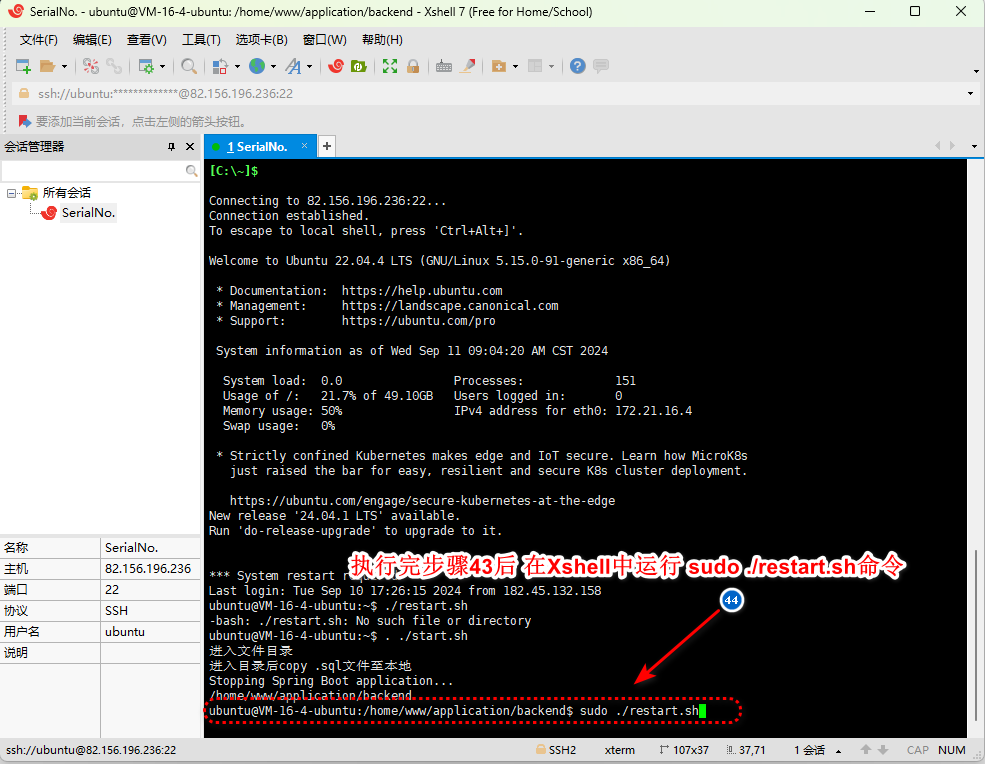 SerialNo. - ubuntu@VM-16-4-ubuntu: /home/www/application/backend - Xshell 7 (Free for Home/School)
文件(F) 编辑(E) 查看(V) 工具(T) 选项卡(B) 窗口(W) 帮助(H)
ssh://ubuntu:*************@82.156.196.236:22
要添加当前会话，点击左侧的箭头按钮。
会话管理器
1 SerialNo.
所有会话
SerialNo.
名称 SerialNo.
主机 82.156.196.236
端口 22
协议 SSH
用户名 ubuntu
说明
[C:\~]$
Connecting to 82.156.196.236:22...
Connection established.
To escape to local shell, press 'Ctrl+Alt+]'.
Welcome to Ubuntu 22.04.4 LTS (GNU/Linux 5.15.0-91-generic x86_64)
* Documentation: https://help.ubuntu.com
* Management: https://landscape.canonical.com
* Support: https://ubuntu.com/pro
System information as of Wed Sep 11 09:04:20 AM CST 2024
System load: 0.0 Processes: 151
Usage of /: 21.7% of 49.10GB Users logged in: 0
Memory usage: 50% IPv4 address for eth0: 172.21.16.4
Swap usage: 0%
* Strictly confined Kubernetes makes edge and IoT secure. Learn how MicroK8s
just raised the bar for easy, resilient and secure K8s cluster deployment.
https://ubuntu.com/engage/secure-kubernetes-at-the-edge
New release '24.04.1 LTS' available.
Run 'do-release-upgrade' to upgrade to it.
执行完步骤43后 在Xshell中运行 sudo ./restart.sh命令
*** System restart
Last login: Tue Sep 10 17:26:15 2024 from 182.45.132.158
44
ubuntu@VM-16-4-ubuntu:~$ ./restart.sh
-bash: ./restart.sh: No such file or directory
ubuntu@VM-16-4-ubuntu:~$ . ./start.sh
进入文件目录
进入目录后copy .sql文件至本地
Stopping Spring Boot application...
/home/www/application/backend
ubuntu@VM-16-4-ubuntu:/home/www/application/backend$ sudo ./restart.sh
ssh://ubuntu@82.156.196.236:22 SSH2 xterm 107x37 37,71 1 会话 CAP NUM